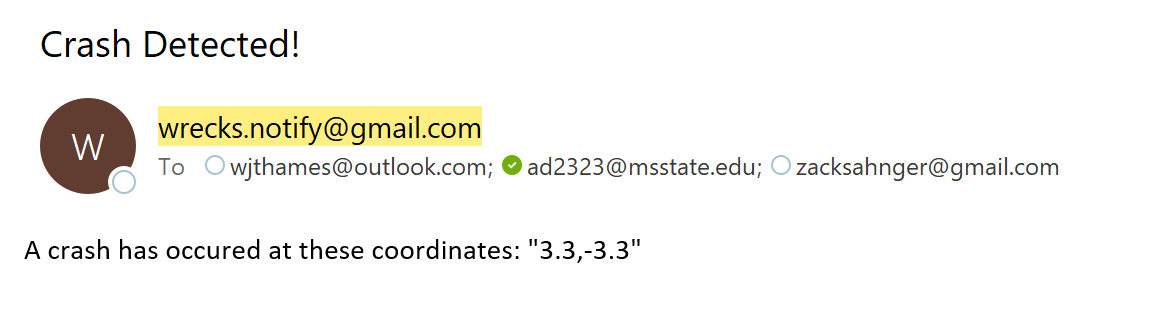 Crash Detected!
W
wrecks.notify@gmail.com
To wjthames@outlook.com; ad2323@msstate.edu; zacksahnger@gmail.com
A crash has occured at these coordinates: "3.3,-3.3"